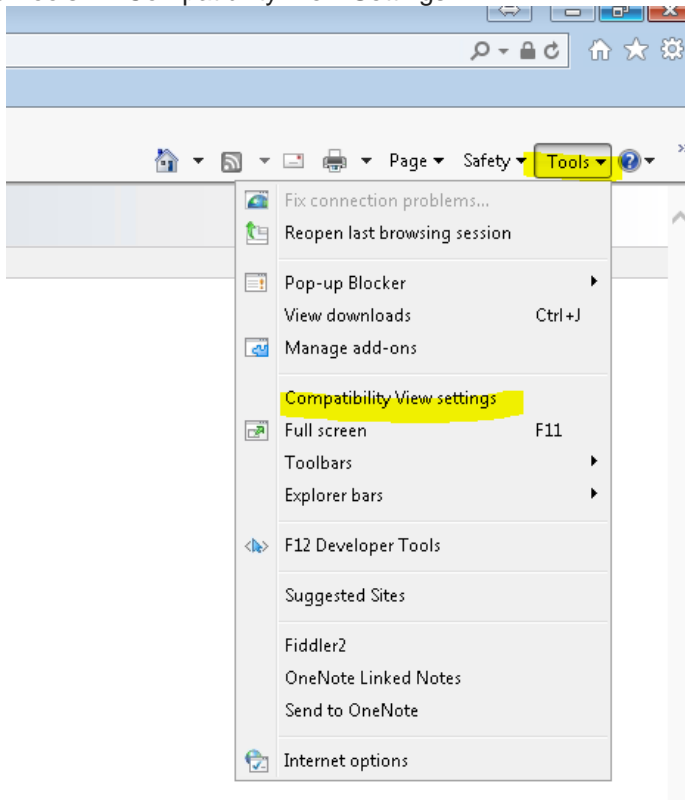 Page
Safety
Tools
Fix connection problems...
Reopen last browsing session
Pop-up Blocker
View downloads Ctrl+J
Manage add-ons
Compatibility View settings
Full screen F11
Toolbars
Explorer bars
F12 Developer Tools
Suggested Sites
Fiddler2
OneNote Linked Notes
Send to OneNote
Internet options